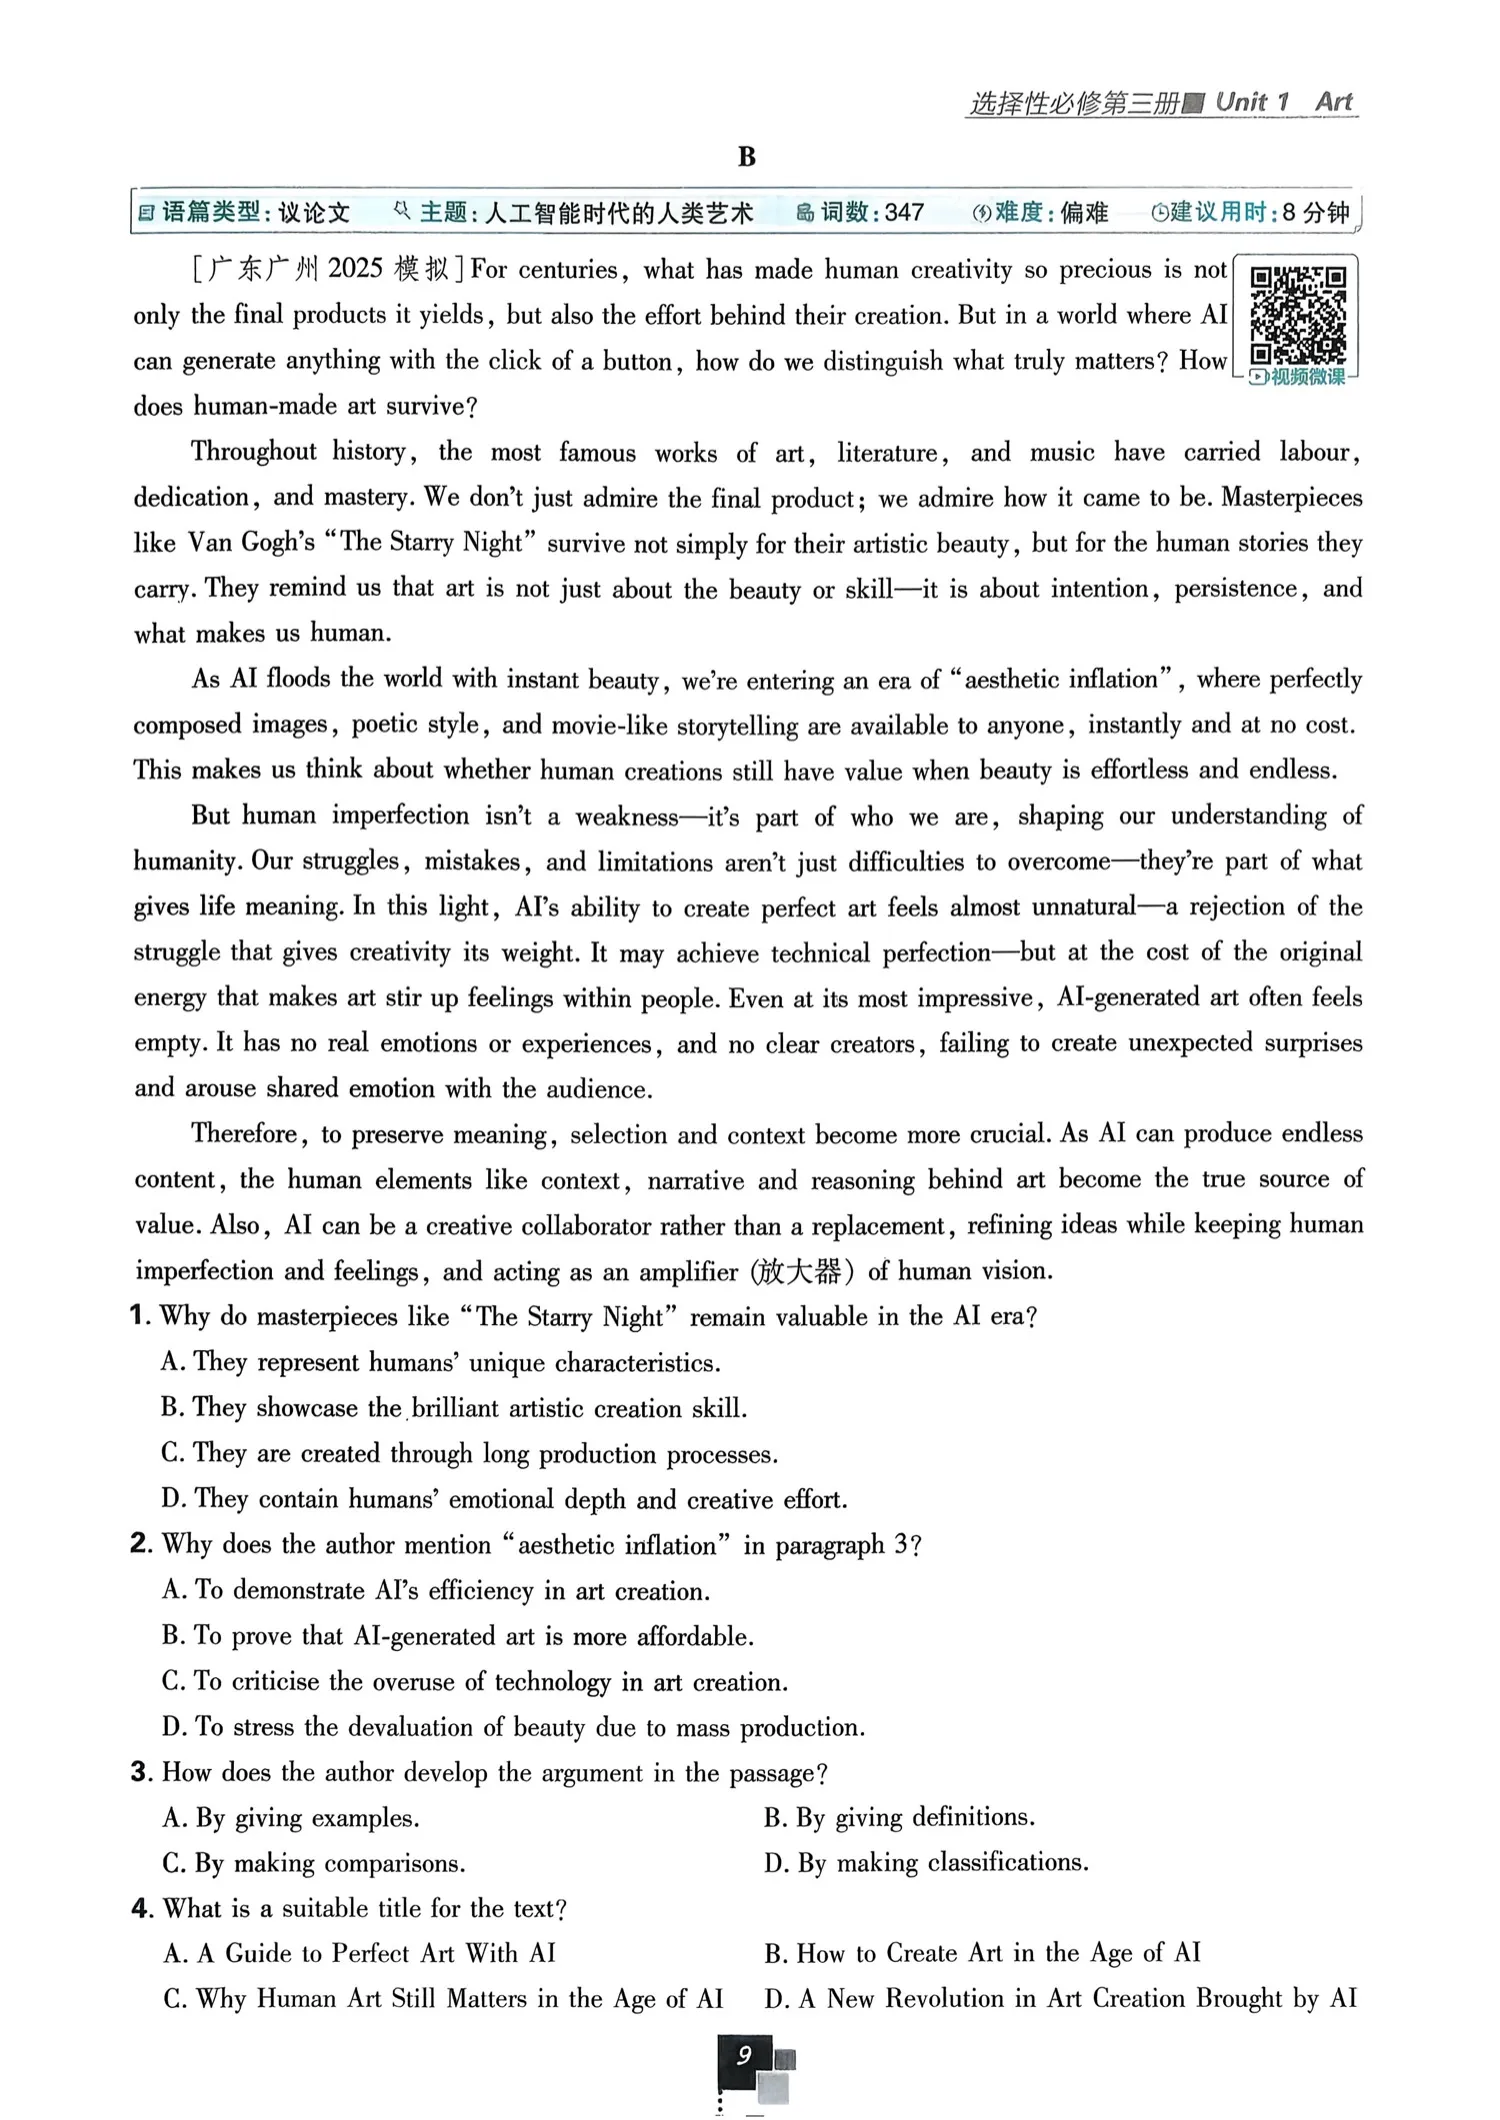 选择性必修第三册 Unit 1 Art
B
语篇类型：议论文 主题：人工智能时代的人类艺术 词数：347 难度：偏难 建议用时：8 分钟
［广东广州 2025 模拟］For centuries, what has made human creativity so precious is not
only the final products it yields, but also the effort behind their creation. But in a world where AI
can generate anything with the click of a button, how do we distinguish what truly matters? How
视频微课
does human-made art survive?
Throughout history, the most famous works of art, literature, and music have carried labour,
dedication, and mastery. We don't just admire the final product; we admire how it came to be. Masterpieces
like Van Gogh's “The Starry Night” survive not simply for their artistic beauty, but for the human stories they
carry. They remind us that art is not just about the beauty or skill—it is about intention, persistence, and
what makes us human.
As AI floods the world with instant beauty, we're entering an era of “aesthetic inflation”, where perfectly
composed images, poetic style, and movie-like storytelling are available to anyone, instantly and at no cost.
This makes us think about whether human creations still have value when beauty is effortless and endless.
But human imperfection isn't a weakness—it's part of who we are, shaping our understanding of
humanity. Our struggles, mistakes, and limitations aren't just difficulties to overcome—they're part of what
gives life meaning. In this light, AI's ability to create perfect art feels almost unnatural—a rejection of the
struggle that gives creativity its weight. It may achieve technical perfection—but at the cost of the original
energy that makes art stir up feelings within people. Even at its most impressive, AI-generated art often feels
empty. It has no real emotions or experiences, and no clear creators, failing to create unexpected surprises
and arouse shared emotion with the audience.
Therefore, to preserve meaning, selection and context become more crucial. As AI can produce endless
content, the human elements like context, narrative and reasoning behind art become the true source of
value. Also, AI can be a creative collaborator rather than a replacement, refining ideas while keeping human
imperfection and feelings, and acting as an amplifier (放大器) of human vision.
1. Why do masterpieces like “The Starry Night” remain valuable in the AI era?
A. They represent humans' unique characteristics.
B. They showcase the brilliant artistic creation skill.
C. They are created through long production processes.
D. They contain humans' emotional depth and creative effort.
2. Why does the author mention “aesthetic inflation” in paragraph 3?
A. To demonstrate AI's efficiency in art creation.
B. To prove that AI-generated art is more affordable.
C. To criticise the overuse of technology in art creation.
D. To stress the devaluation of beauty due to mass production.
3. How does the author develop the argument in the passage?
A. By giving examples. B. By giving definitions.
C. By making comparisons. D. By making classifications.
4. What is a suitable title for the text?
A. A Guide to Perfect Art With AI B. How to Create Art in the Age of AI
C. Why Human Art Still Matters in the Age of AI D. A New Revolution in Art Creation Brought by AI
9